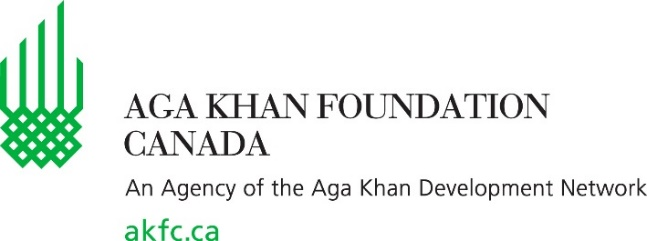 AGA KHAN FOUNDATION
CANADA
An Agency of the Aga Khan Development Network
akfc.ca